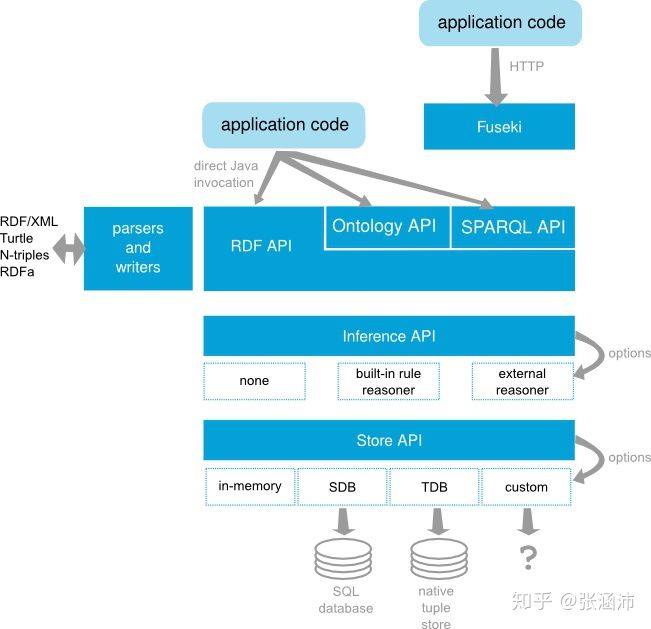 application code
HTTP
Fuseki
application code
direct Java
invocation
RDF/XML
Turtle
N-triples
RDFa
parsers
and
writers
RDF API
Ontology API
SPARQL API
Inference API
options
none
built-in rule
reasoner
external
reasoner
Store API
options
in-memory
SDB
TDB
custom
?
SQL
database
native
tuple
store
知乎 @张涵沛